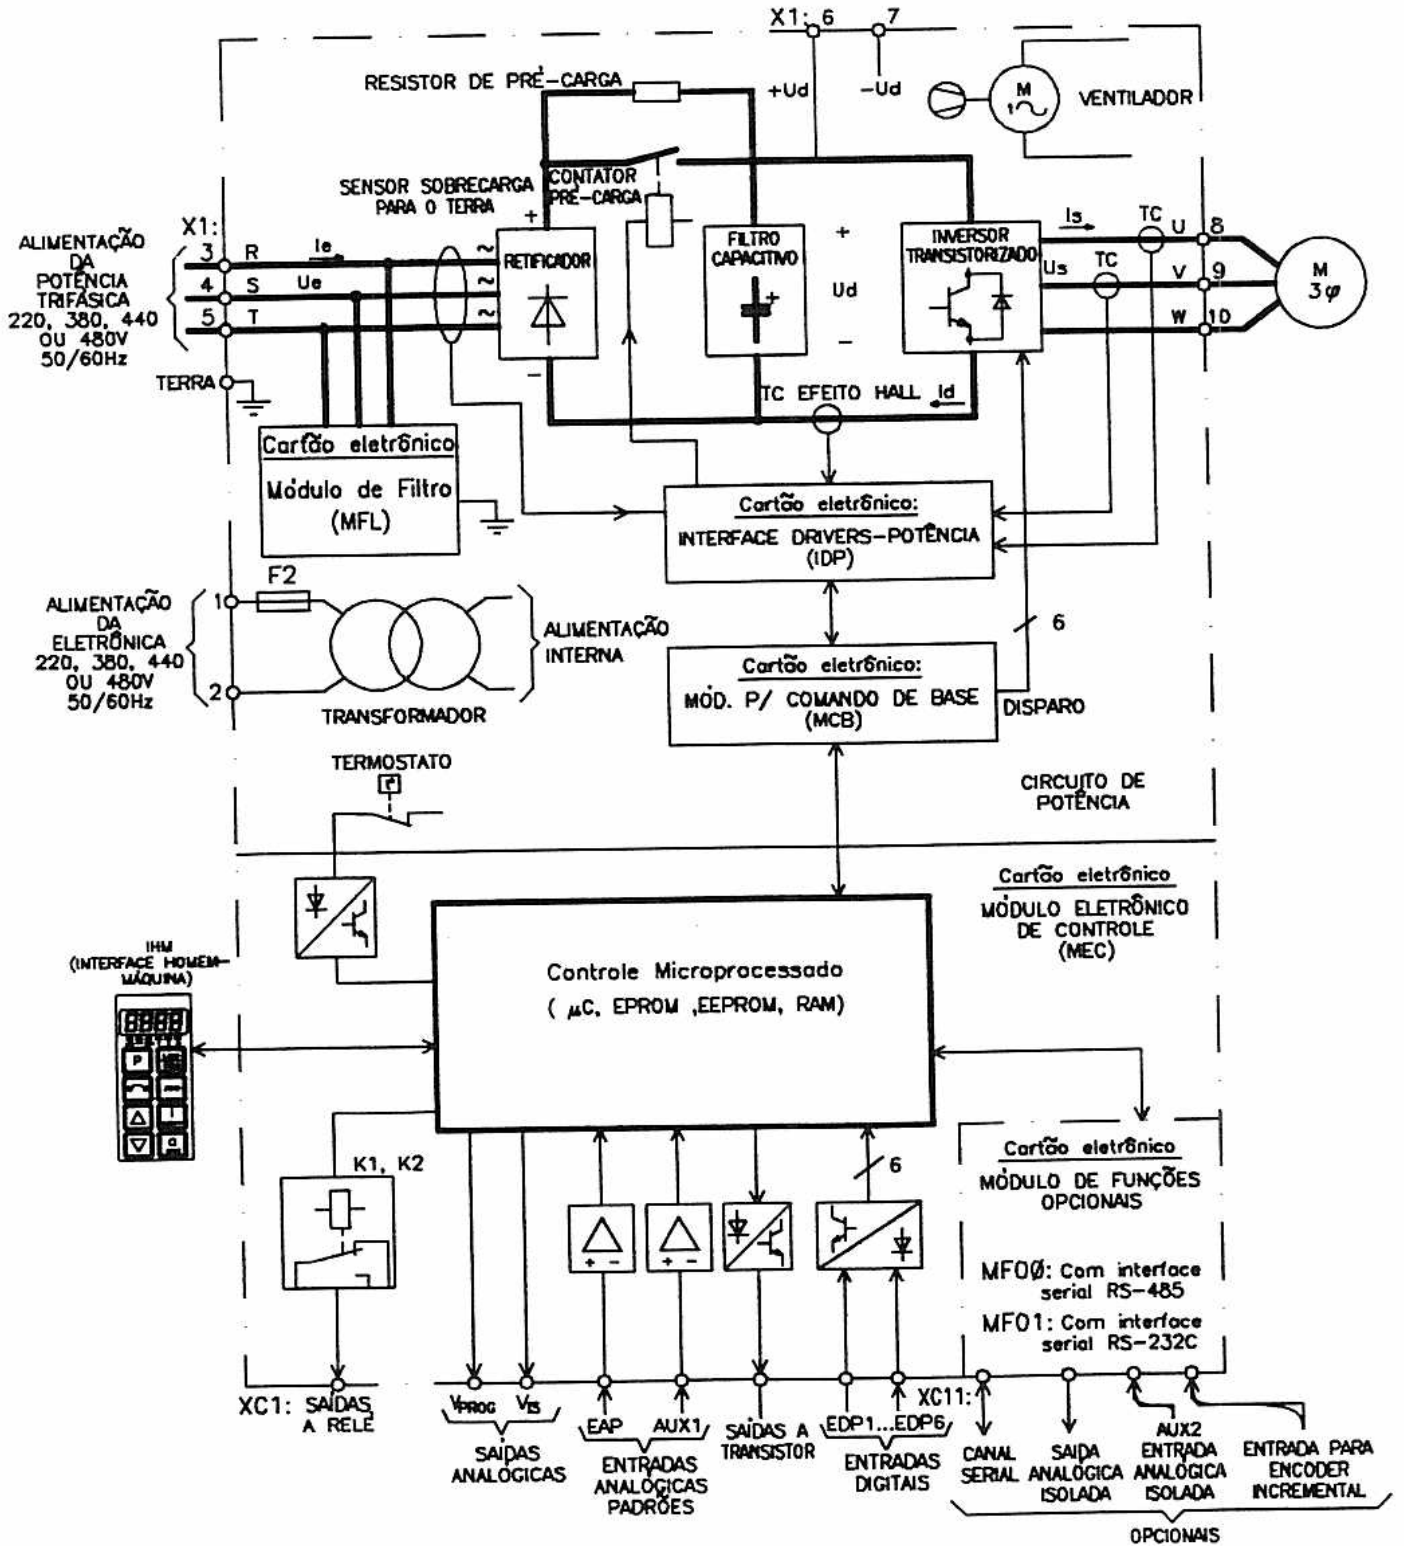 X1: 6 7
RESISTOR DE PRÉ-CARGA
+Ud
-Ud
M
1
VENTILADOR
SENSOR SOBRECARGA
PARA O TERRA
CONTATOR
PRÉ-CARGA
ALIMENTAÇÃO
DA
POTÊNCIA
TRIFÁSICA
220, 380, 440
OU 480V
50/60Hz
X1:
3 R
4 S
5 T
Ie
Ue
TERRA
+
~
~
~
RETIFICADOR
-
FILTRO
CAPACITIVO
+
+
Ud
-
INVERSOR
TRANSISTORIZADO
Is
TC
U 8
Us
TC
V 9
W 10
M
3φ
TC EFEITO HALL
Id
Cartão eletrônico
Módulo de Filtro
(MFL)
Cartão eletrônico:
INTERFACE DRIVERS-POTÊNCIA
(IDP)
6
ALIMENTAÇÃO
DA
ELETRÔNICA
220, 380, 440
OU 480V
50/60Hz
1
2
F2
TRANSFORMADOR
ALIMENTAÇÃO
INTERNA
Cartão eletrônico:
MÓD. P/ COMANDO DE BASE
(MCB)
DISPARO
TERMOSTATO
CIRCUITO DE
POTÊNCIA
Cartão eletrônico
MÓDULO ELETRÔNICO
DE CONTROLE
(MEC)
IHM
(INTERFACE HOMEM-
MÁQUINA)
8888
P
Controle Microprocessado
( μC, EPROM ,EEPROM, RAM)
K1, K2
6
Cartão eletrônico
MÓDULO DE FUNÇÕES
OPCIONAIS
MFOØ: Com interface
serial RS-485
MFO1: Com interface
serial RS-232C
+ -
+ -
XC1: SAÍDAS
A RELE
VPROG
VTS
SAÍDAS
ANALÓGICAS
EAP
AUX1
ENTRADAS
ANALÓGICAS
PADRÕES
SAÍDAS A
TRANSISTOR
EDP1...EDP6
ENTRADAS
DIGITAIS
XC11:
CANAL
SERIAL
SAIDA
ANALÓGICA
ISOLADA
AUX2
ENTRADA
ANALÓGICA
ISOLADA
ENTRADA PARA
ENCODER
INCREMENTAL
OPCIONAIS